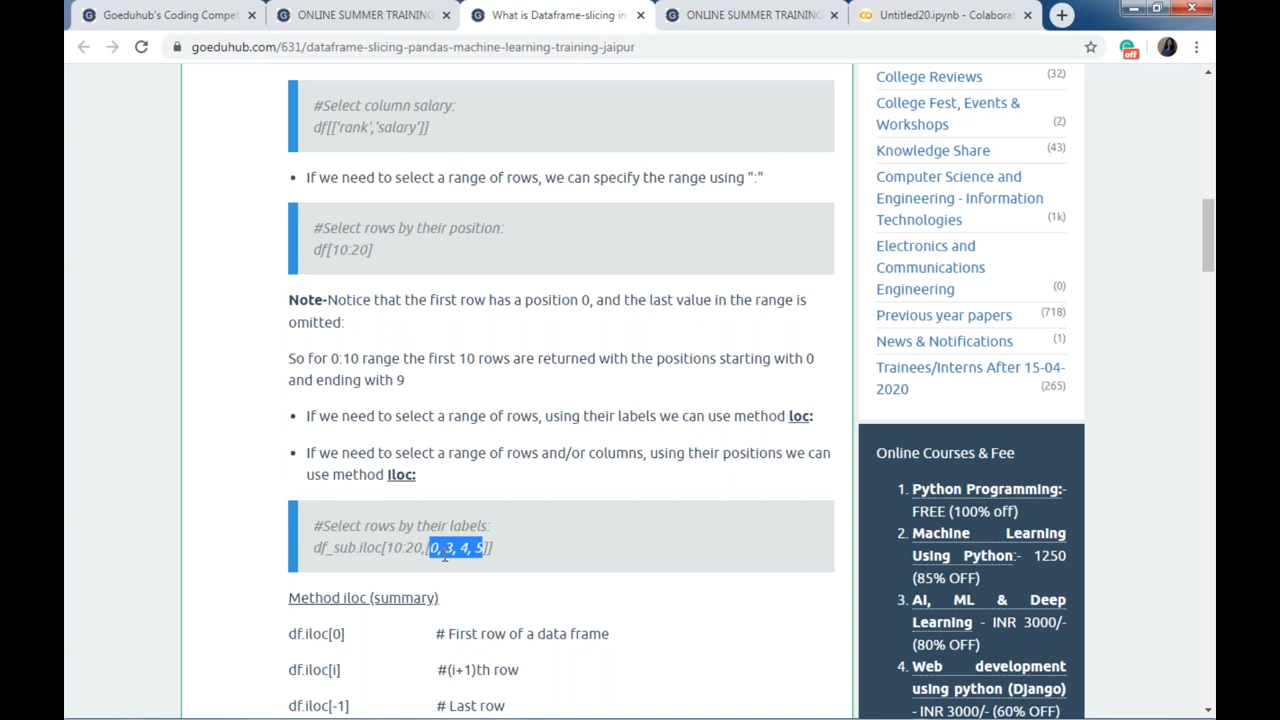 Goeduhub's Coding Compet
ONLINE SUMMER TRAINING
What is Dataframe-slicing in
ONLINE SUMMER TRAINING
Untitled20.ipynb - Colaborat
goeduhub.com/631/dataframe-slicing-pandas-machine-learning-training-jaipur
off
#Select column salary:
df[['rank','salary']]
• If we need to select a range of rows, we can specify the range using ":"
#Select rows by their position:
df[10:20]
Note-Notice that the first row has a position 0, and the last value in the range is
omitted:
So for 0:10 range the first 10 rows are returned with the positions starting with 0
and ending with 9
• If we need to select a range of rows, using their labels we can use method loc:
• If we need to select a range of rows and/or columns, using their positions we can
use method Iloc:
#Select rows by their labels:
df_sub.iloc[10:20,[0, 3, 4, 5]]
Method iloc (summary)
df.iloc[0] # First row of a data frame
df.iloc[i] #(i+1)th row
df.iloc[-1] # Last row
College Reviews (32)
College Fest, Events &
Workshops (2)
Knowledge Share (43)
Computer Science and
Engineering - Information
Technologies (1k)
Electronics and
Communications
Engineering (0)
Previous year papers (718)
News & Notifications (1)
Trainees/Interns After 15-04-
2020 (265)
Online Courses & Fee
1. Python Programming:-
FREE (100% off)
2. Machine Learning
Using Python:- 1250
(85% OFF)
3. AI, ML & Deep
Learning - INR 3000/-
(80% OFF)
4. Web development
using python (Django)
- INR 3000/- (60% OFF)